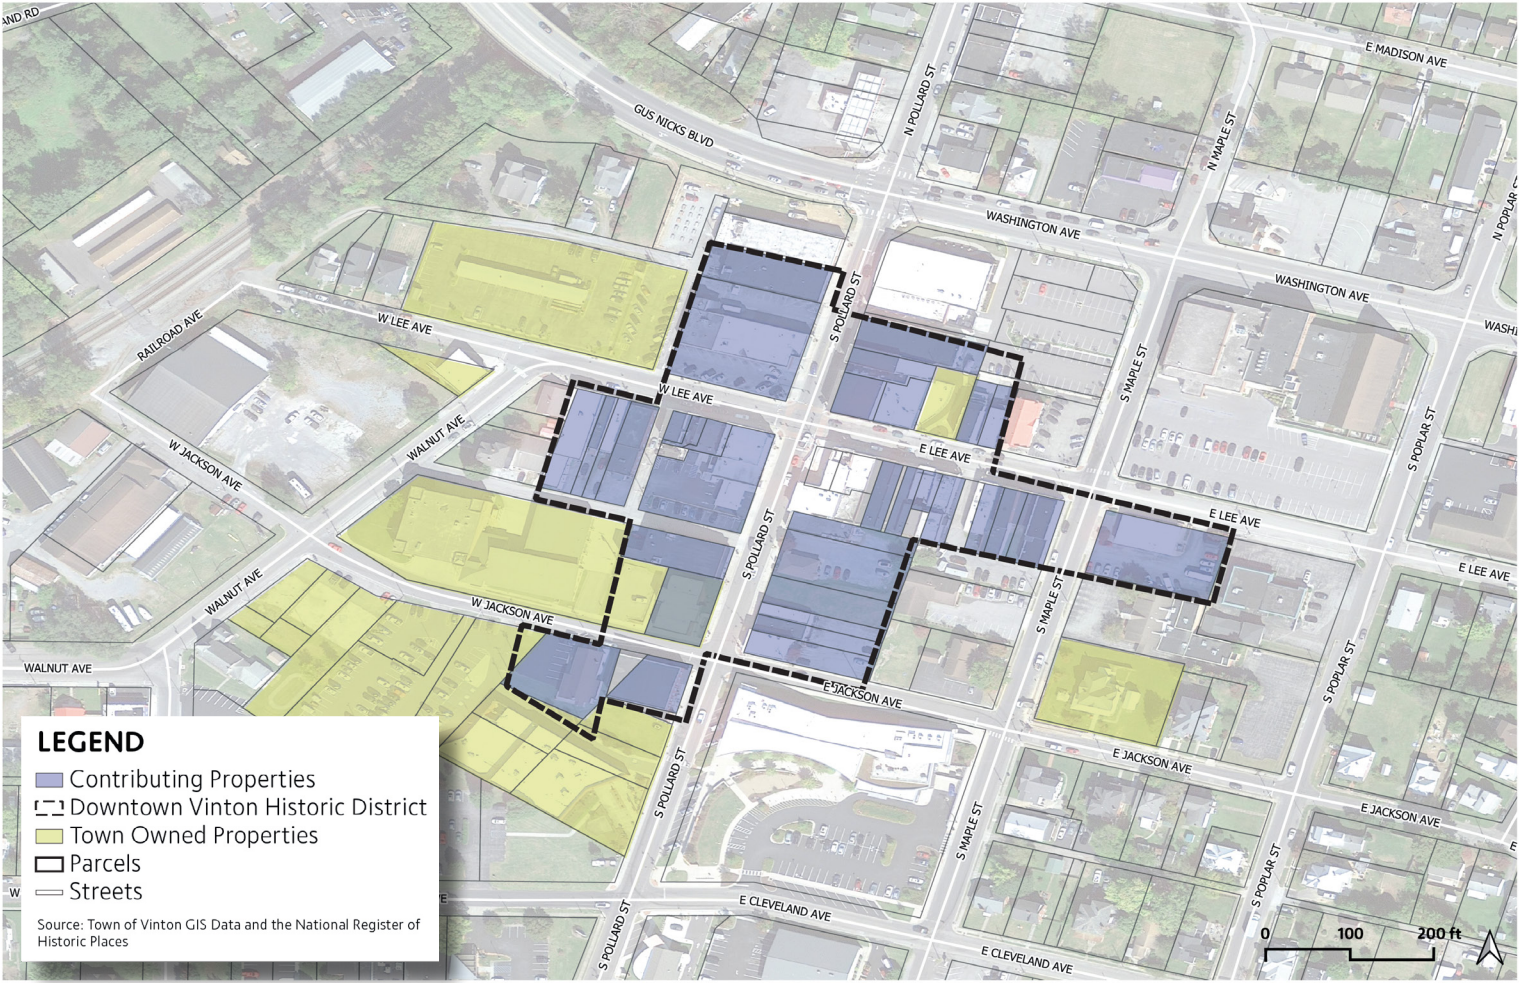 AND RD
E MADISON AVE
N POLLARD ST
GUS NICKS BLVD
N MAPLE ST
N POPLAR S
WASHINGTON AVE
WASHINGTON AVE
WASHI
S POLLARD ST
RAILROAD AVE
W LEE AVE
S MAPLE ST
W LEE AVE
WALNUT AVE
S POPLAR ST
E LEE AVE
W JACKSON AVE
E LEE AVE
S POLLARD ST
E LEE AVE
WALNUT AVE
W JACKSON AVE
S MAPLE ST
WALNUT AVE
S POPLAR ST
E JACKSON AVE
E JACKSON AVE
S POLLARD ST
E JACKSON AVE
S MAPLE ST
E
S POPLAR ST
W
E
E CLEVELAND AVE
S POLLARD ST
E CLEVELAND AVE
LEGEND
Contributing Properties
Downtown Vinton Historic District
Town Owned Properties
Parcels
Streets
Source: Town of Vinton GIS Data and the National Register of
Historic Places
0 100 200 ft